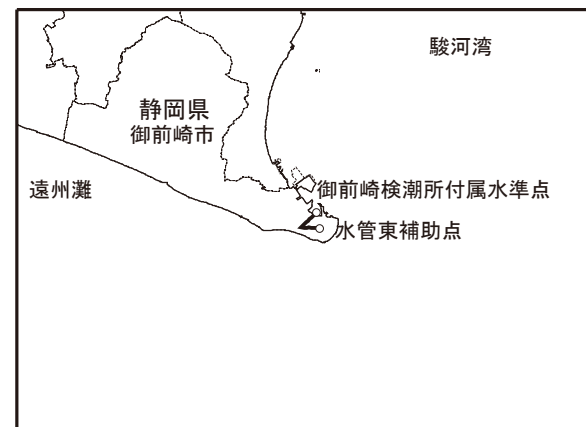 駿河湾
静岡県
御前崎市
遠州灘
御前崎検潮所付属水準点
水管東補助点